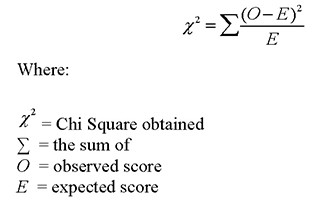 χ² = ∑ (O − E)² / E
Where:
χ² = Chi Square obtained
∑ = the sum of
O = observed score
E = expected score